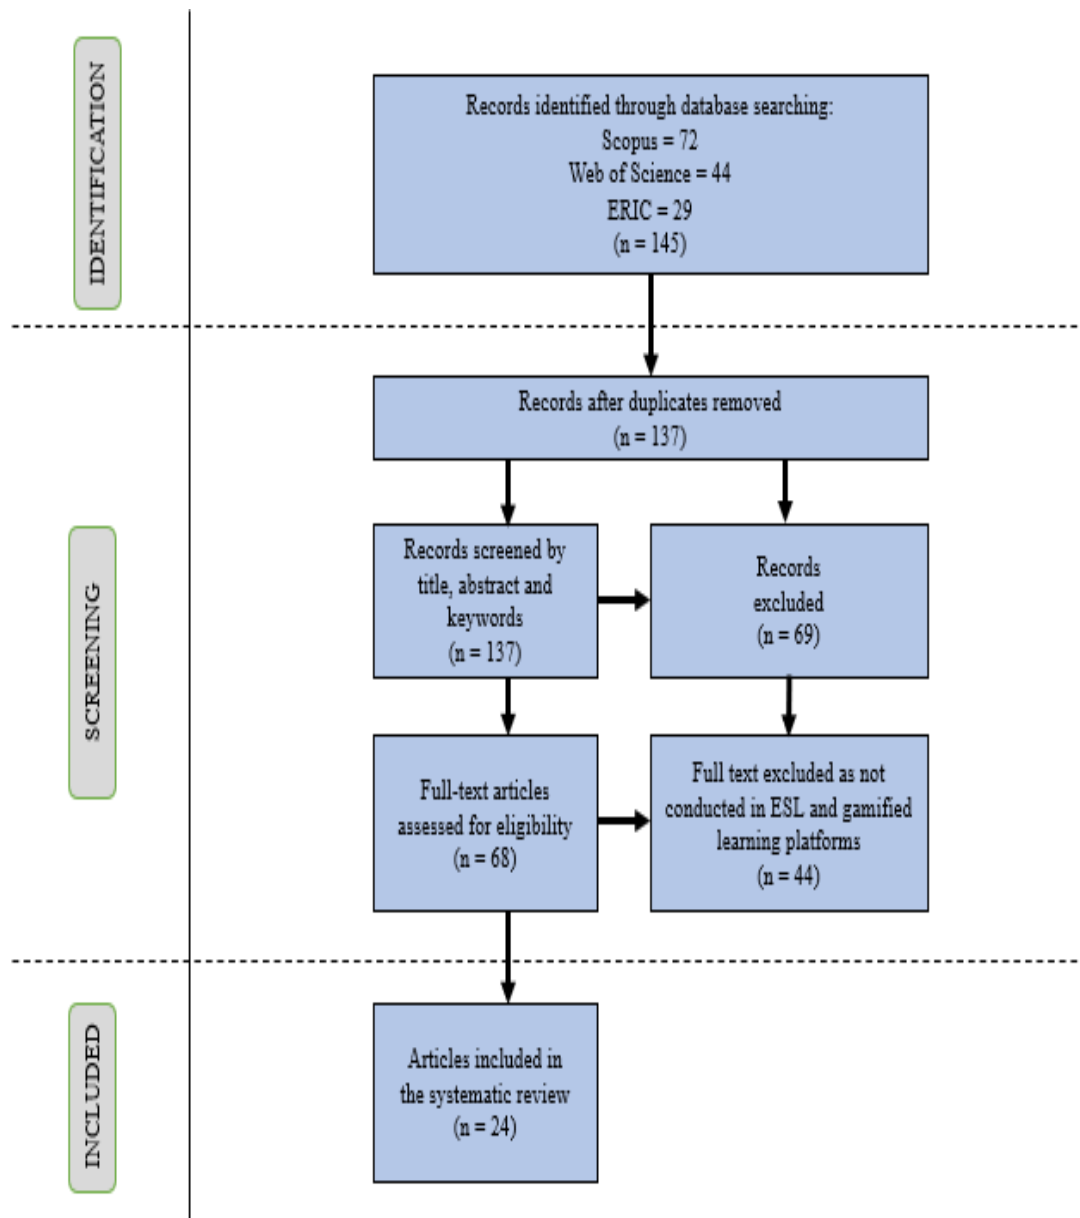 IDENTIFICATION
Records identified through database searching:
Scopus = 72
Web of Science = 44
ERIC = 29
(n = 145)
SCREENING
Records after duplicates removed
(n = 137)
Records screened by
title, abstract and
keywords
(n = 137)
Records
excluded
(n = 69)
Full-text articles
assessed for eligibility
(n = 68)
Full text excluded as not
conducted in ESL and gamified
learning platforms
(n = 44)
INCLUDED
Articles included in
the systematic review
(n = 24)